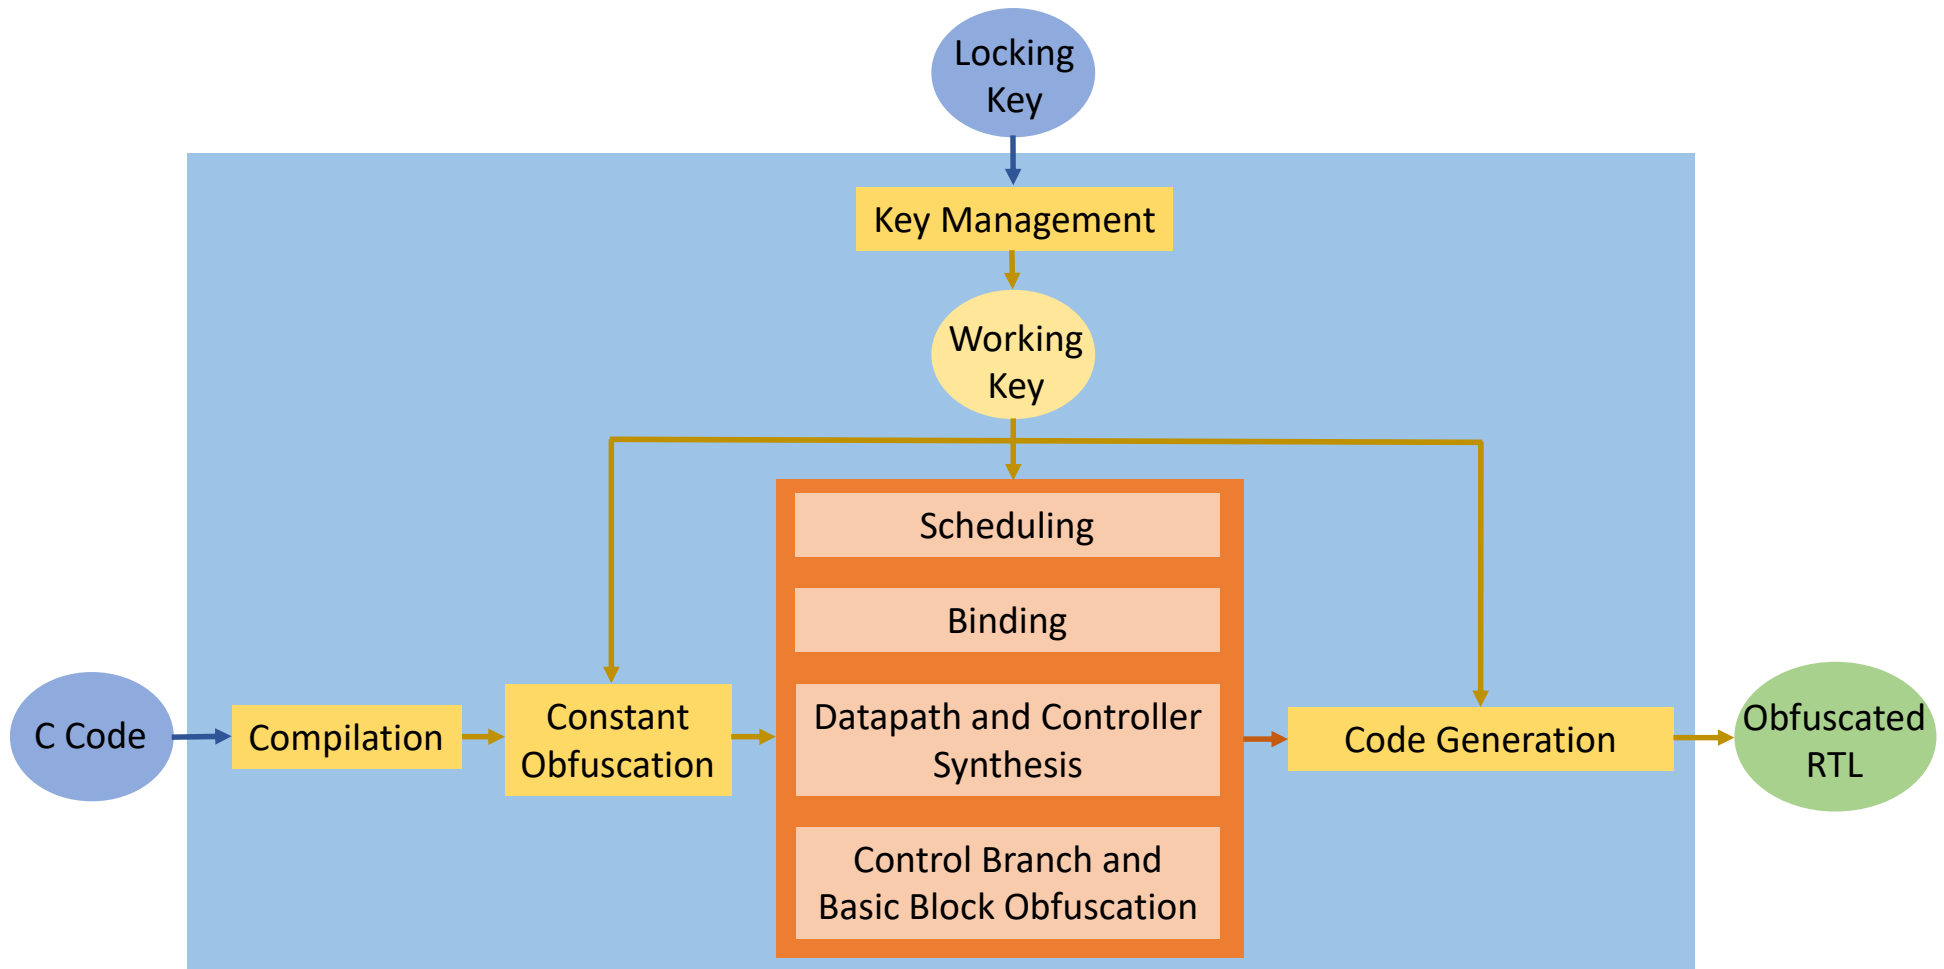 Locking
Key
Key Management
Working
Key
Scheduling
Binding
C Code
Compilation
Constant
Obfuscation
Datapath and Controller
Synthesis
Code Generation
Obfuscated
RTL
Control Branch and
Basic Block Obfuscation